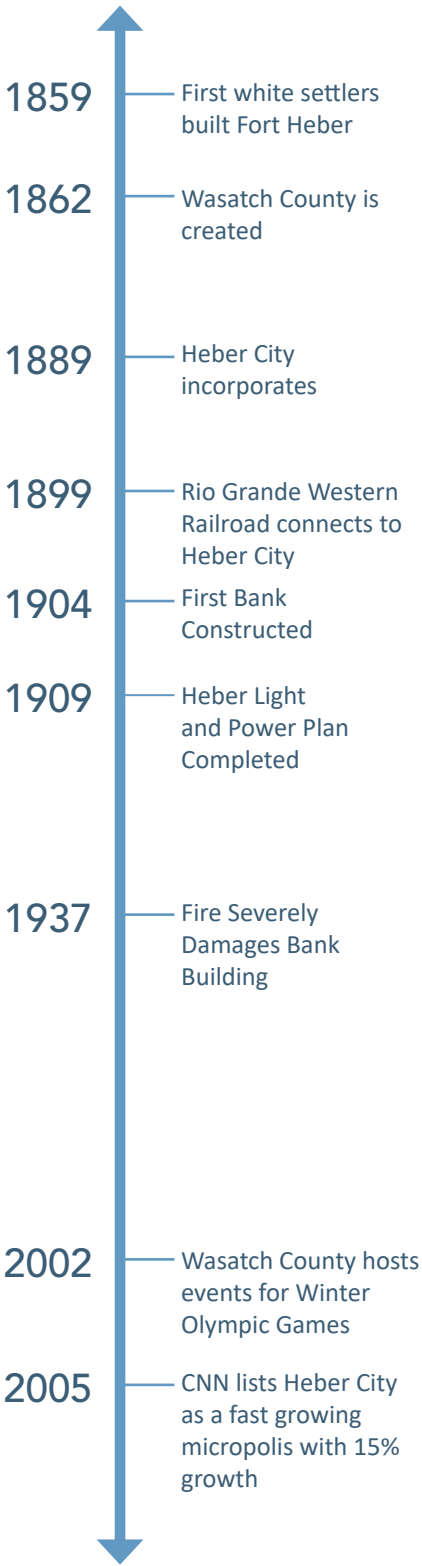 1859
First white settlers
built Fort Heber
1862
Wasatch County is
created
1889
Heber City
incorporates
1899
Rio Grande Western
Railroad connects to
Heber City
1904
First Bank
Constructed
1909
Heber Light
and Power Plan
Completed
1937
Fire Severely
Damages Bank
Building
2002
Wasatch County hosts
events for Winter
Olympic Games
2005
CNN lists Heber City
as a fast growing
micropolis with 15%
growth